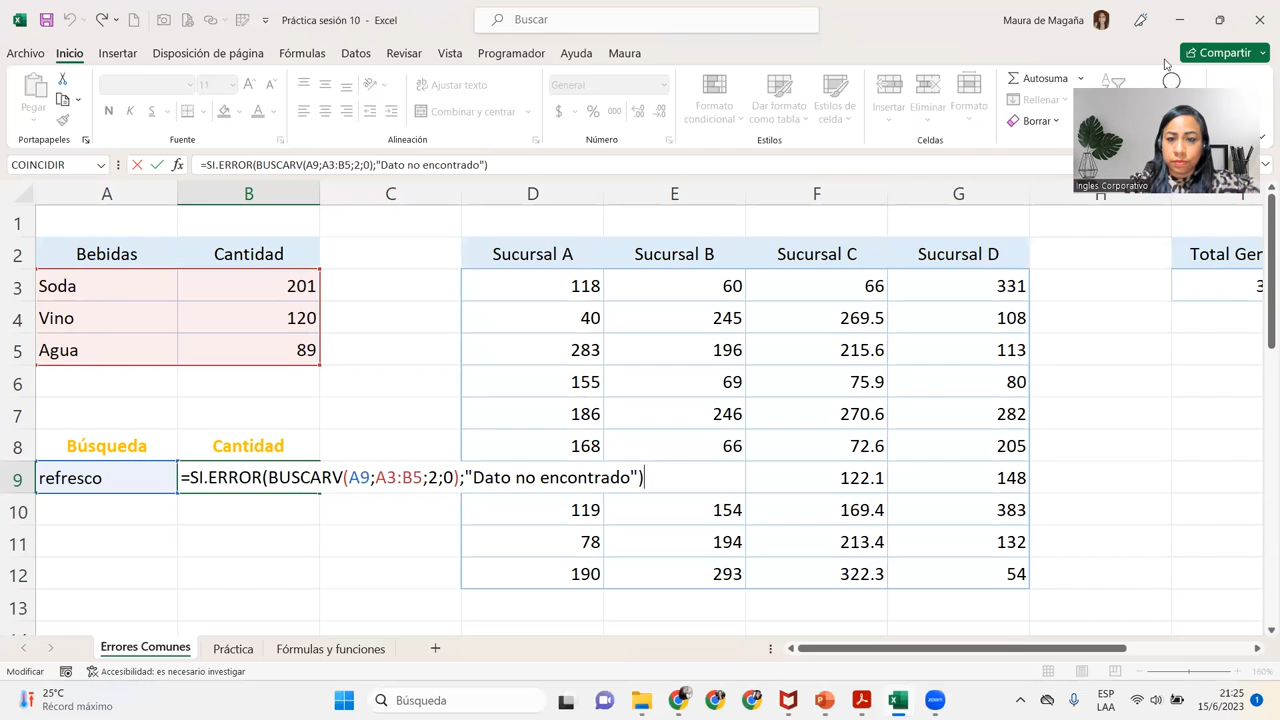 Práctica sesión 10 - Excel
Buscar
Maura de Magaña
Archivo Inicio Insertar Disposición de página Fórmulas Datos Revisar Vista Programador Ayuda Maura
Compartir
Pegar
11
N K S
Ajustar texto
Combinar y centrar
General
$ % 000
Formato condicional
Dar formato como tabla
Estilos de celda
Insertar Eliminar Formato
Autosuma
Rellenar
Borrar
Portapapeles Fuente Alineación Número Estilos Celdas
Ingles Corporativo
COINCIDIR fx =SI.ERROR(BUSCARV(A9;A3:B5;2;0);"Dato no encontrado")
A B C D E F G H I
1
2 Bebidas Cantidad Sucursal A Sucursal B Sucursal C Sucursal D Total Ger
3 Soda 201 118 60 66 331 3
4 Vino 120 40 245 269.5 108
5 Agua 89 283 196 215.6 113
6 155 69 75.9 80
7 186 246 270.6 282
8 Búsqueda Cantidad 168 66 72.6 205
9 refresco =SI.ERROR(BUSCARV(A9;A3:B5;2;0);"Dato no encontrado") 122.1 148
10 119 154 169.4 383
11 78 194 213.4 132
12 190 293 322.3 54
13
Errores Comunes Práctica Fórmulas y funciones
Modificar Accesibilidad: es necesario investigar 160%
25°C
Récord máximo
Búsqueda
ESP
LAA
21:25
15/6/2023
1